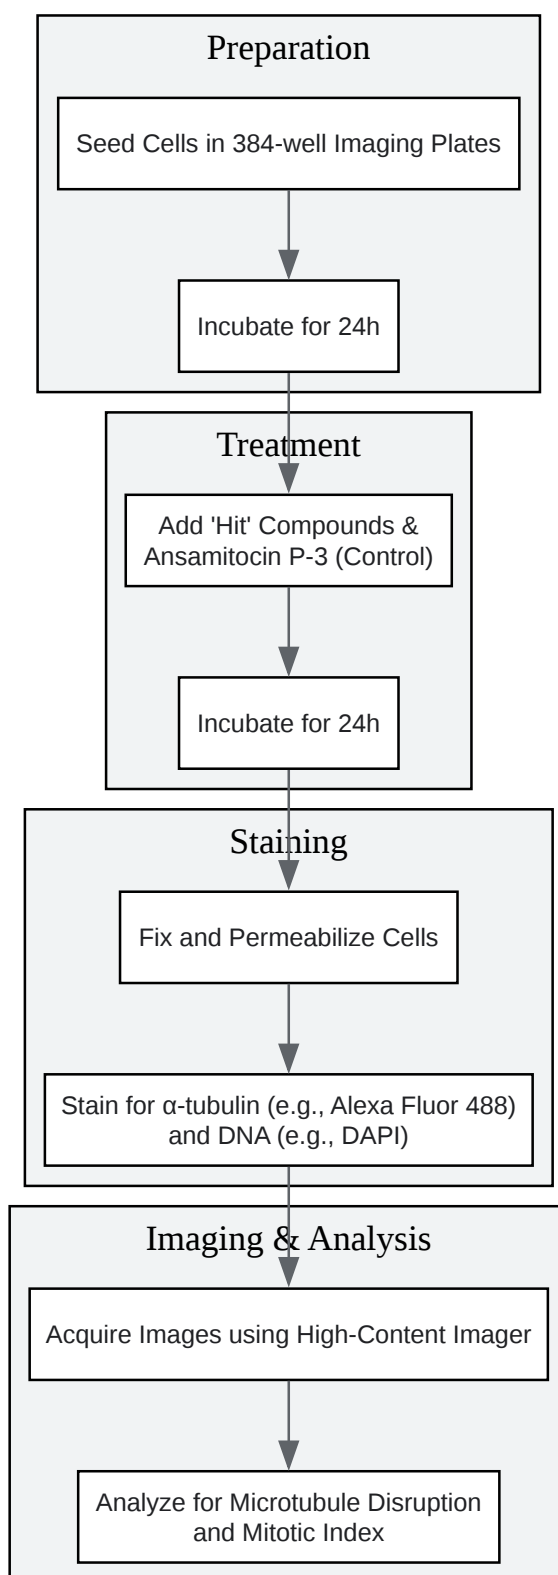 Preparation
Seed Cells in 384-well Imaging Plates
Incubate for 24h
Treatment
Add 'Hit' Compounds &
Ansamitocin P-3 (Control)
Incubate for 24h
Staining
Fix and Permeabilize Cells
Stain for α-tubulin (e.g., Alexa Fluor 488)
and DNA (e.g., DAPI)
Imaging & Analysis
Acquire Images using High-Content Imager
Analyze for Microtubule Disruption
and Mitotic Index